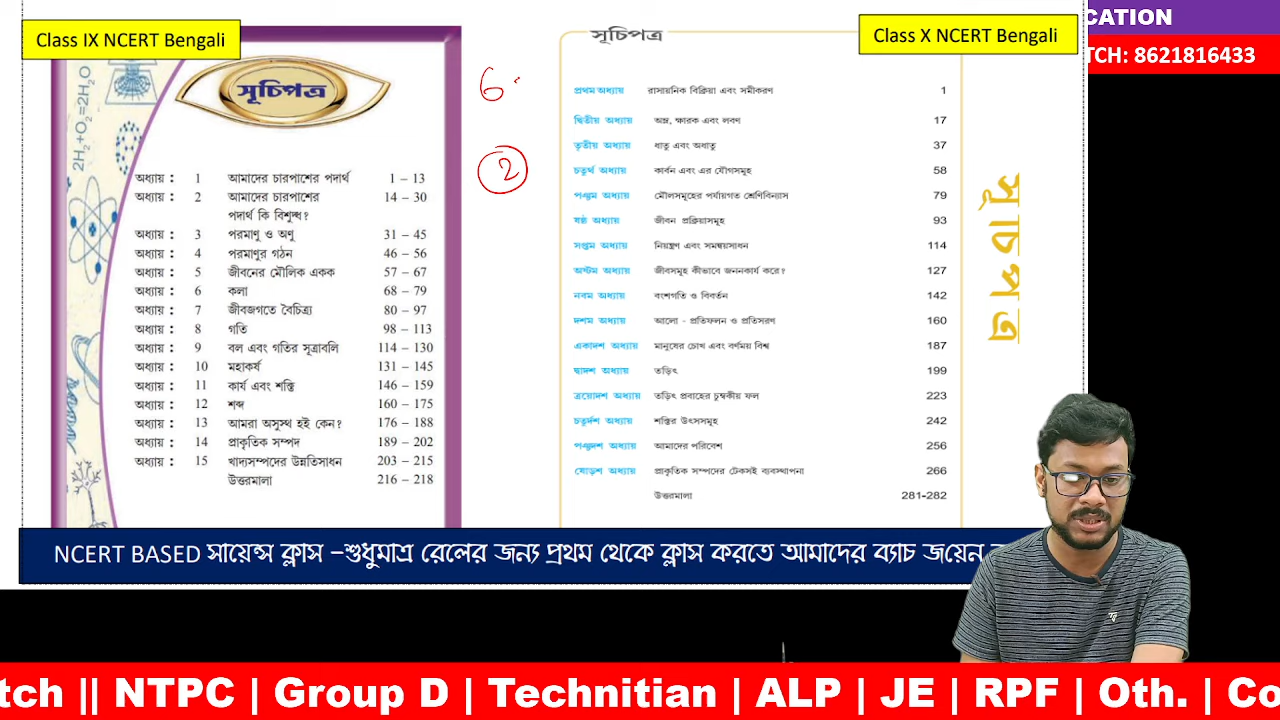 Class IX NCERT Bengali
সূচিপত্র
2H₂+O₂=2H₂O
অধ্যায় : 1 আমাদের চারপাশের পদার্থ 1 – 13
অধ্যায় : 2 আমাদের চারপাশের 14 – 30
পদার্থ কি বিশুদ্ধ?
অধ্যায় : 3 পরমাণু ও অণু 31 – 45
অধ্যায় : 4 পরমাণুর গঠন 46 – 56
অধ্যায় : 5 জীবনের মৌলিক একক 57 – 67
অধ্যায় : 6 কলা 68 – 79
অধ্যায় : 7 জীবজগতে বৈচিত্র্য 80 – 97
অধ্যায় : 8 গতি 98 – 113
অধ্যায় : 9 বল এবং গতির সূত্রাবলি 114 – 130
অধ্যায় : 10 মহাকর্ষ 131 – 145
অধ্যায় : 11 কার্য এবং শক্তি 146 – 159
অধ্যায় : 12 শব্দ 160 – 175
অধ্যায় : 13 আমরা অসুস্থ হই কেন? 176 – 188
অধ্যায় : 14 প্রাকৃতিক সম্পদ 189 – 202
অধ্যায় : 15 খাদ্যসম্পদের উন্নতিসাধন 203 – 215
উত্তরমালা 216 – 218
6
2
সূচিপত্র
Class X NCERT Bengali
প্রথম অধ্যায় রাসায়নিক বিক্রিয়া এবং সমীকরণ 1
দ্বিতীয় অধ্যায় অম্ল, ক্ষারক এবং লবণ 17
তৃতীয় অধ্যায় ধাতু এবং অধাতু 37
চতুর্থ অধ্যায় কার্বন এবং এর যৌগসমূহ 58
পঞ্চম অধ্যায় মৌলসমূহের পর্যায়গত শ্রেণিবিন্যাস 79
ষষ্ঠ অধ্যায় জীবন প্রক্রিয়াসমূহ 93
সপ্তম অধ্যায় নিয়ন্ত্রণ এবং সমন্বয়সাধন 114
অষ্টম অধ্যায় জীবসমূহ কীভাবে জননকার্য করে? 127
নবম অধ্যায় বংশগতি ও বিবর্তন 142
দশম অধ্যায় আলো - প্রতিফলন ও প্রতিসরণ 160
একাদশ অধ্যায় মানুষের চোখ এবং বর্ণময় বিশ্ব 187
দ্বাদশ অধ্যায় তড়িৎ 199
ত্রয়োদশ অধ্যায় তড়িৎ প্রবাহের চুম্বকীয় ফল 223
চতুর্দশ অধ্যায় শক্তির উৎসসমূহ 242
পঞ্চদশ অধ্যায় আমাদের পরিবেশ 256
ষোড়শ অধ্যায় প্রাকৃতিক সম্পদের টেকসই ব্যবস্থাপনা 266
উত্তরমালা 281-282
সূচিপত্র
CATION
TCH: 8621816433
NCERT BASED সায়েন্স ক্লাস –শুধুমাত্র রেলের জন্য প্রথম থেকে ক্লাস করতে আমাদের ব্যাচ জয়েন
tch || NTPC | Group D | Technitian | ALP | JE | RPF | Oth. | Co